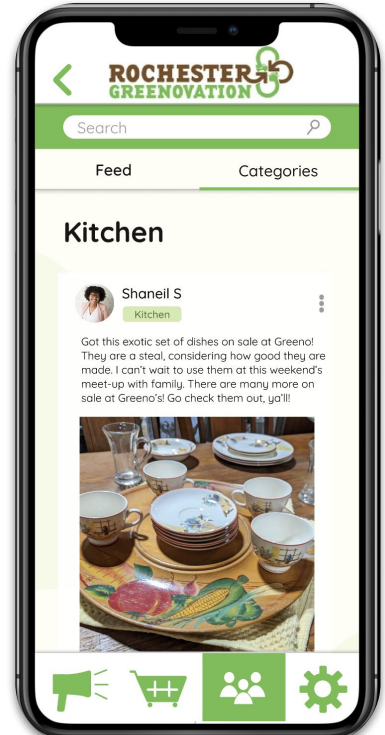 ROCHESTER
GREENOVATION
Search
Feed
Categories
Kitchen
Shaneil S
Kitchen
Got this exotic set of dishes on sale at Greeno!
They are a steal, considering how good they are
made. I can't wait to use them at this weekend's
meet-up with family. There are many more on
sale at Greeno's! Go check them out, ya'll!